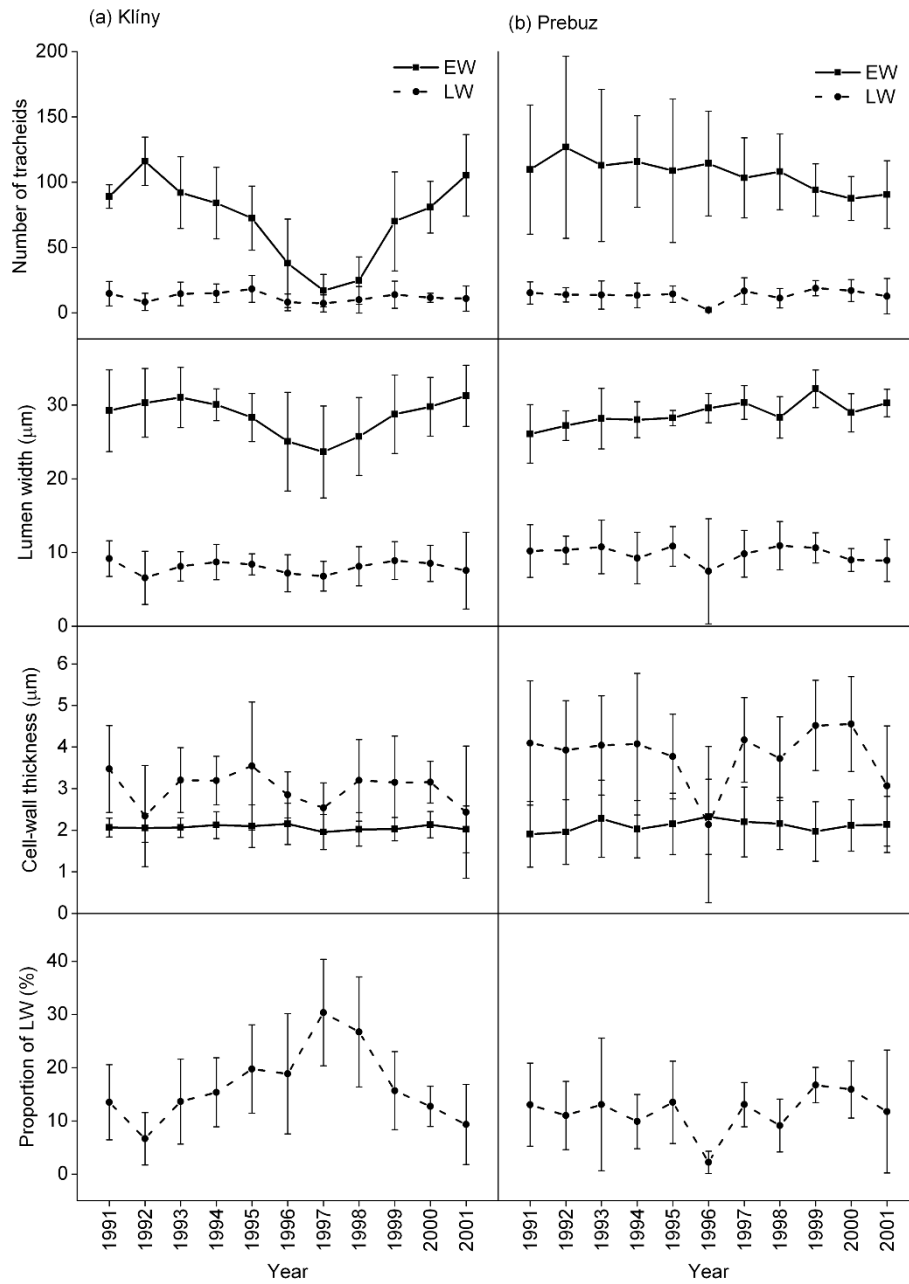 (a) Klíny
(b) Prebuz
EW
LW
EW
LW
Number of tracheids
200
150
100
50
0
Lumen width (μm)
30
20
10
0
Cell-wall thickness (μm)
6
5
4
3
2
1
0
Proportion of LW (%)
40
30
20
10
0
1991 1992 1993 1994 1995 1996 1997 1998 1999 2000 2001
1991 1992 1993 1994 1995 1996 1997 1998 1999 2000 2001
Year
Year